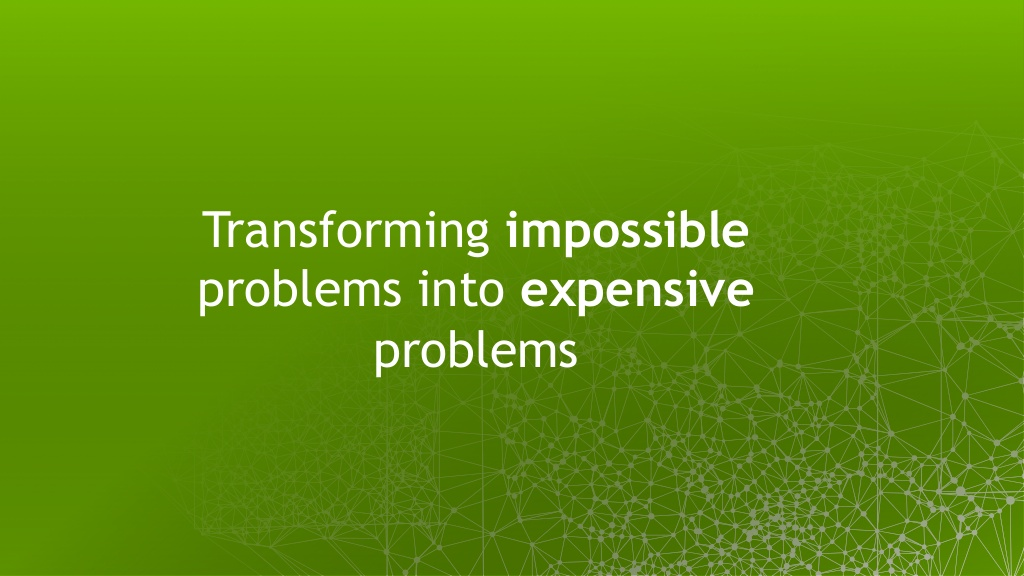 Transforming impossible
problems into expensive
problems